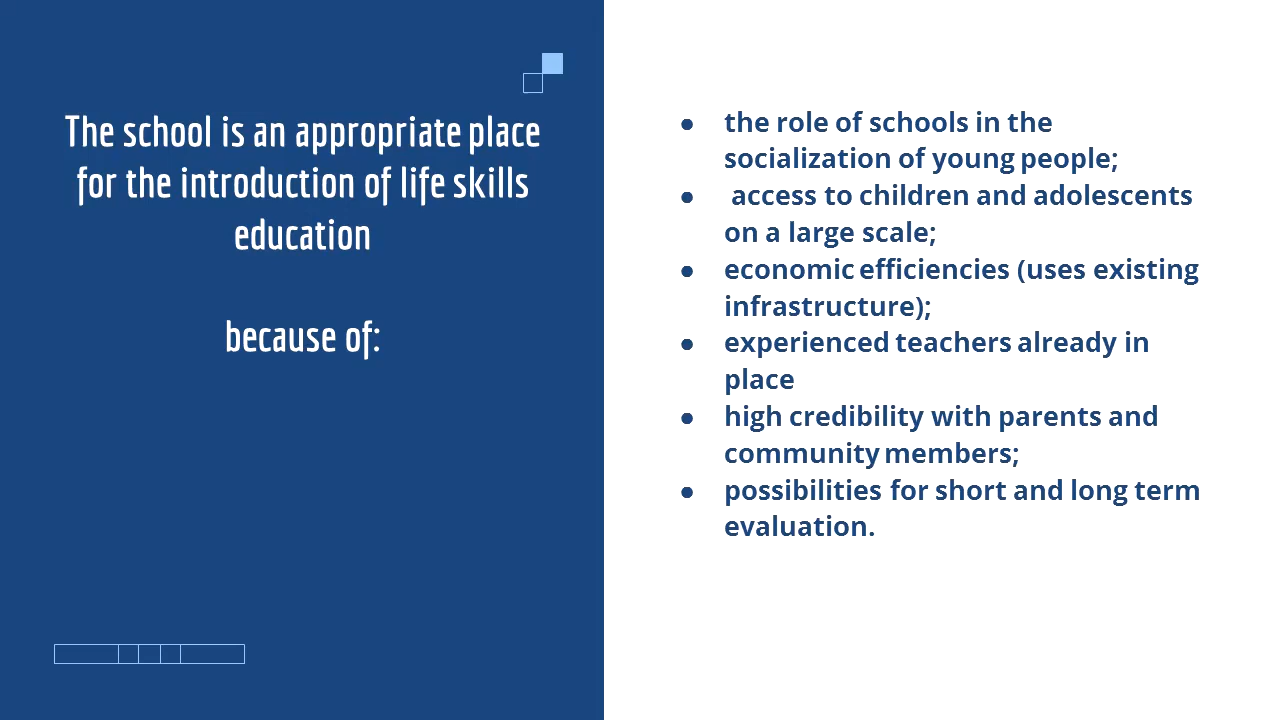 The school is an appropriate place
for the introduction of life skills
education
because of:
● the role of schools in the
socialization of young people;
● access to children and adolescents
on a large scale;
● economic efficiencies (uses existing
infrastructure);
● experienced teachers already in
place
● high credibility with parents and
community members;
● possibilities for short and long term
evaluation.